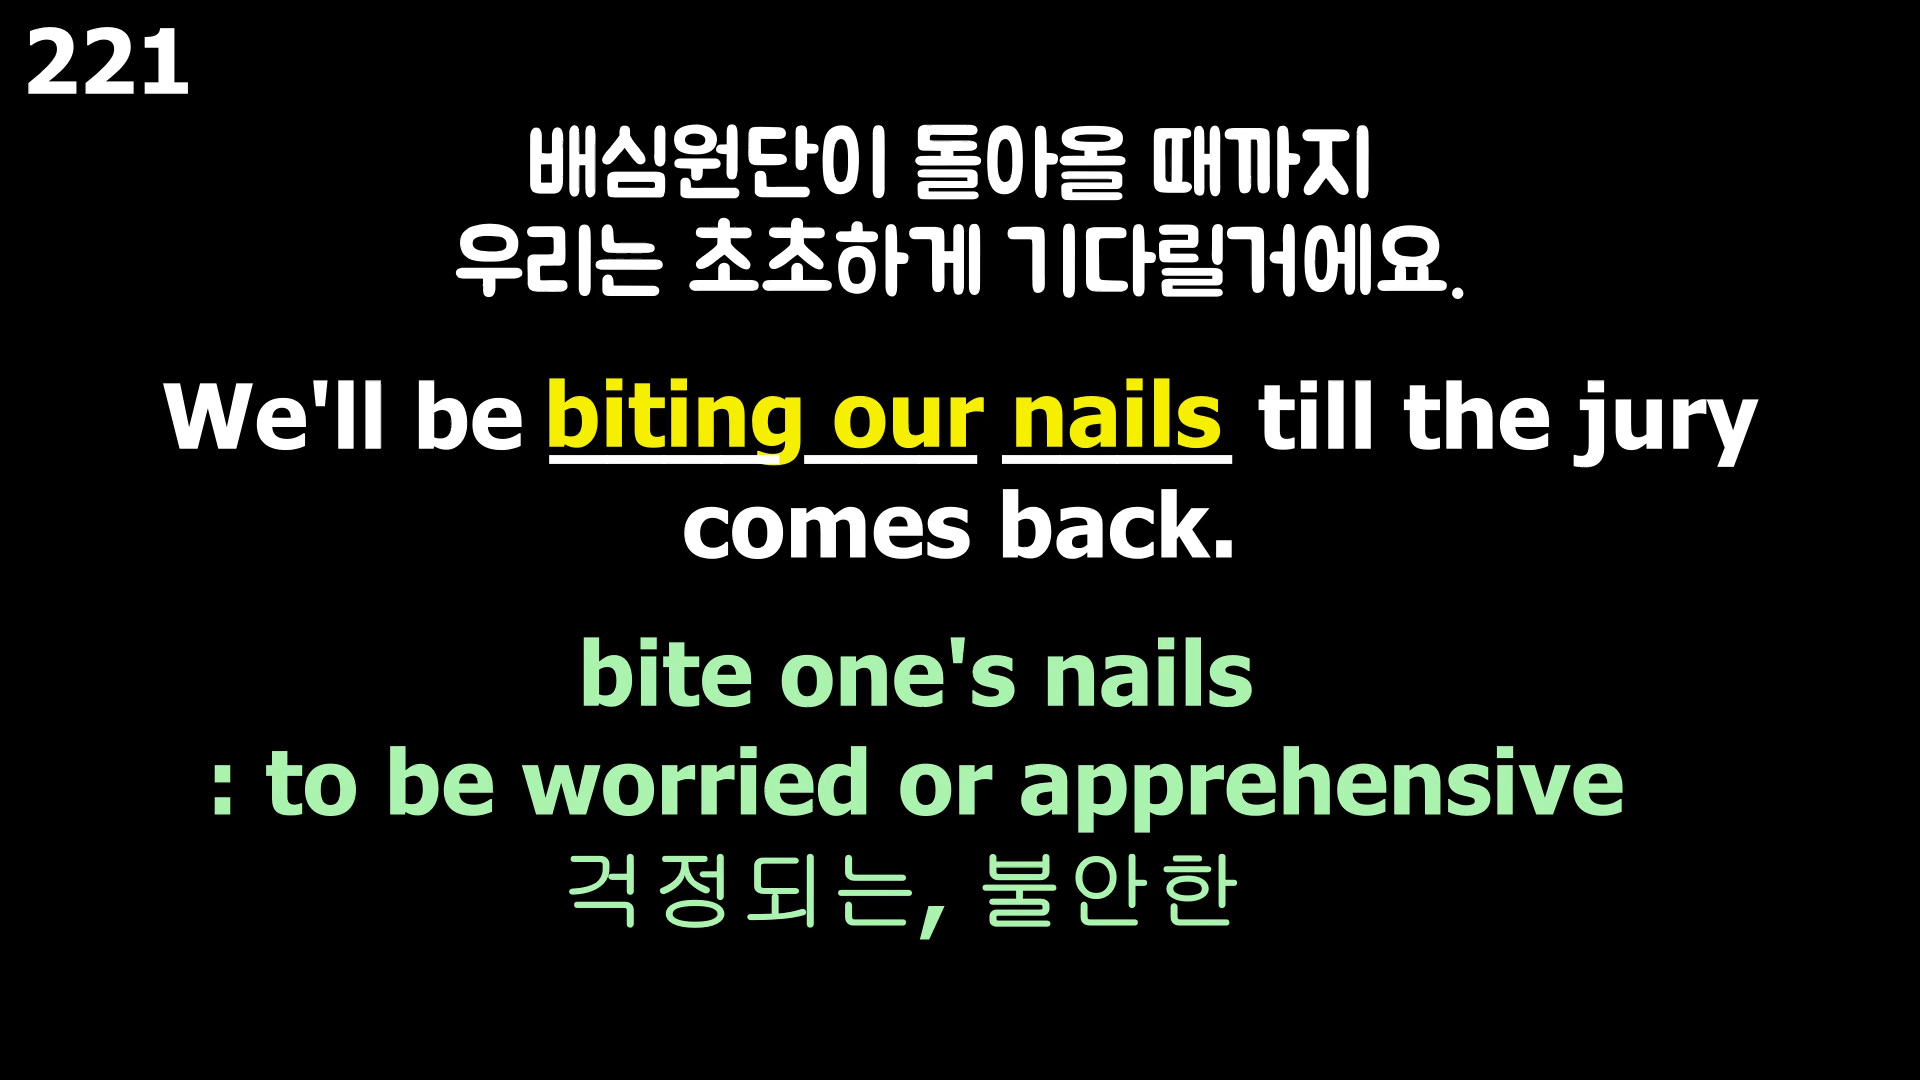 221
배심원단이 돌아올 때까지
우리는 초초하게 기다릴거에요.
We'll be biting our nails till the jury
comes back.
bite one's nails
: to be worried or apprehensive
걱정되는, 불안한